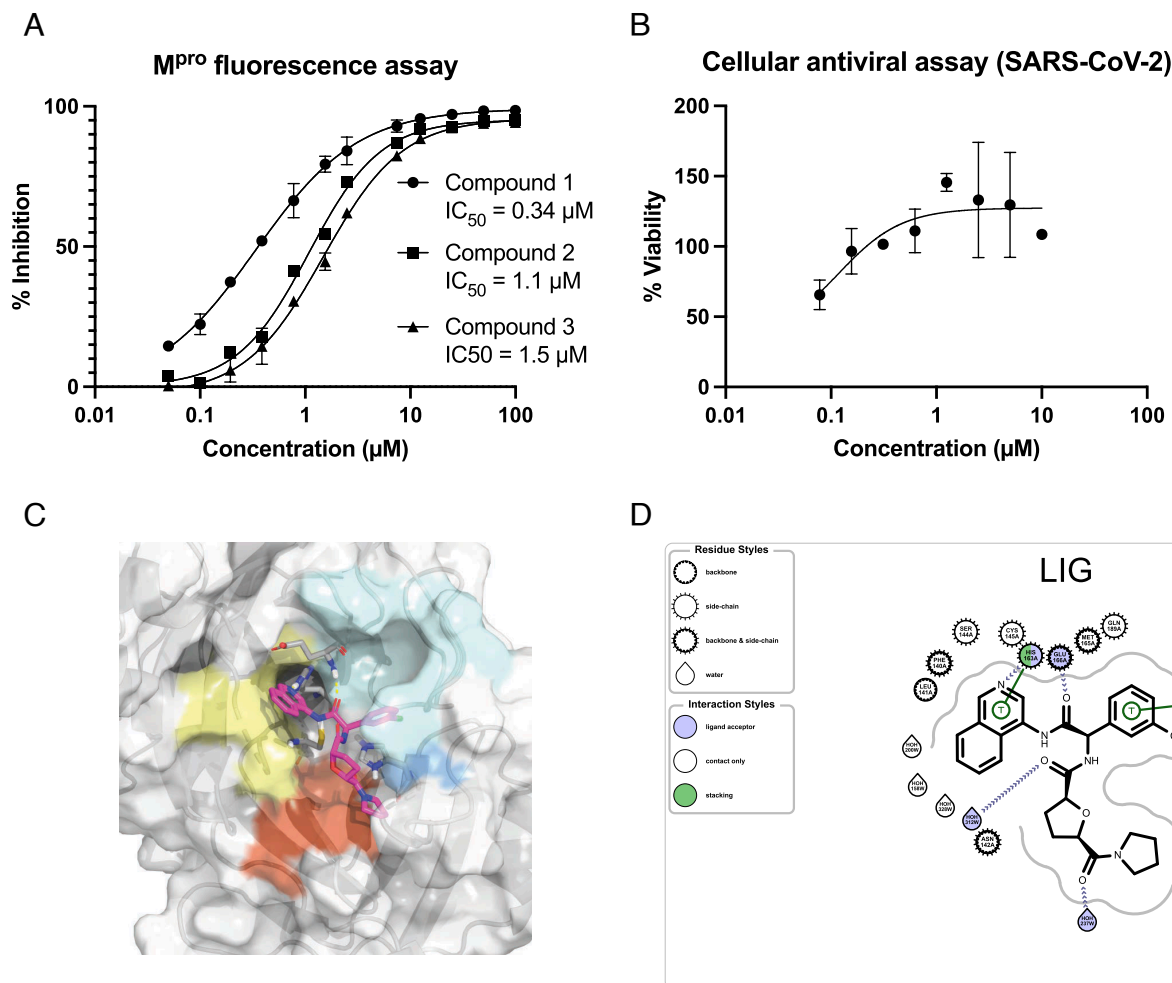 A
M^pro fluorescence assay
100
50
0
% Inhibition
0.01
0.1
1
10
100
Concentration (µM)
Compound 1
IC50 = 0.34 µM
Compound 2
IC50 = 1.1 µM
Compound 3
IC50 = 1.5 µM
B
Cellular antiviral assay (SARS-CoV-2)
200
150
100
50
0
% Viability
0.01
0.1
1
10
100
Concentration (µM)
C
D
Residue Styles
backbone
side-chain
backbone & side-chain
water
Interaction Styles
ligand acceptor
contact only
stacking
LIG
SER
144A
CYS
145A
HIS
163A
GLU
166A
MET
165A
GLN
189A
PHE
140A
LEU
141A
HOH
200W
HOH
158W
HOH
328W
HOH
312W
ASN
142A
HOH
237W
N
T
O
N
H
T
O
NH
O
N
O